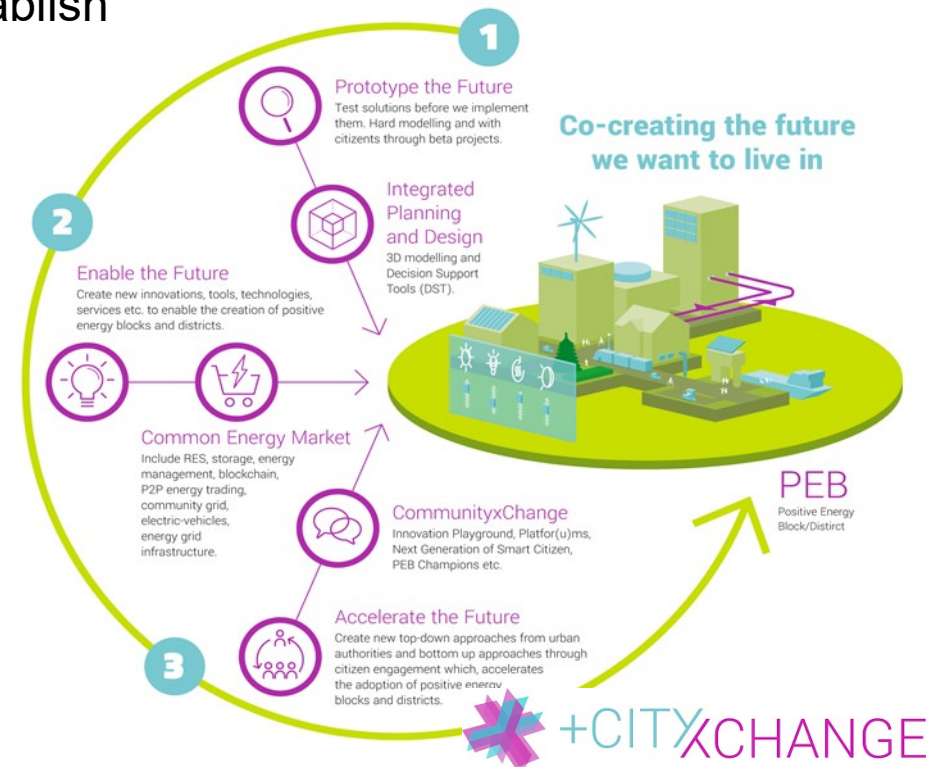 1
Prototype the Future
Test solutions before we implement
them. Hard modelling and with
citizents through beta projects.
Co-creating the future
we want to live in
Integrated
Planning
and Design
3D modelling and
Decision Support
Tools (DST).
2
Enable the Future
Create new innovations, tools, technologies,
services etc. to enable the creation of positive
energy blocks and districts.
Common Energy Market
Include RES, storage, energy
management, blockchain,
P2P energy trading,
community grid,
electric-vehicles,
energy grid
infrastructure.
PEB
Positive Energy
Block/Distirct
CommunityxChange
Innovation Playground, Platfor(u)ms,
Next Generation of Smart Citizen,
PEB Champions etc.
3
Accelerate the Future
Create new top-down approaches from urban
authorities and bottom up approaches through
citizen engagement which, accelerates
the adoption of positive energy
blocks and districts.
+CITYXCHANGE